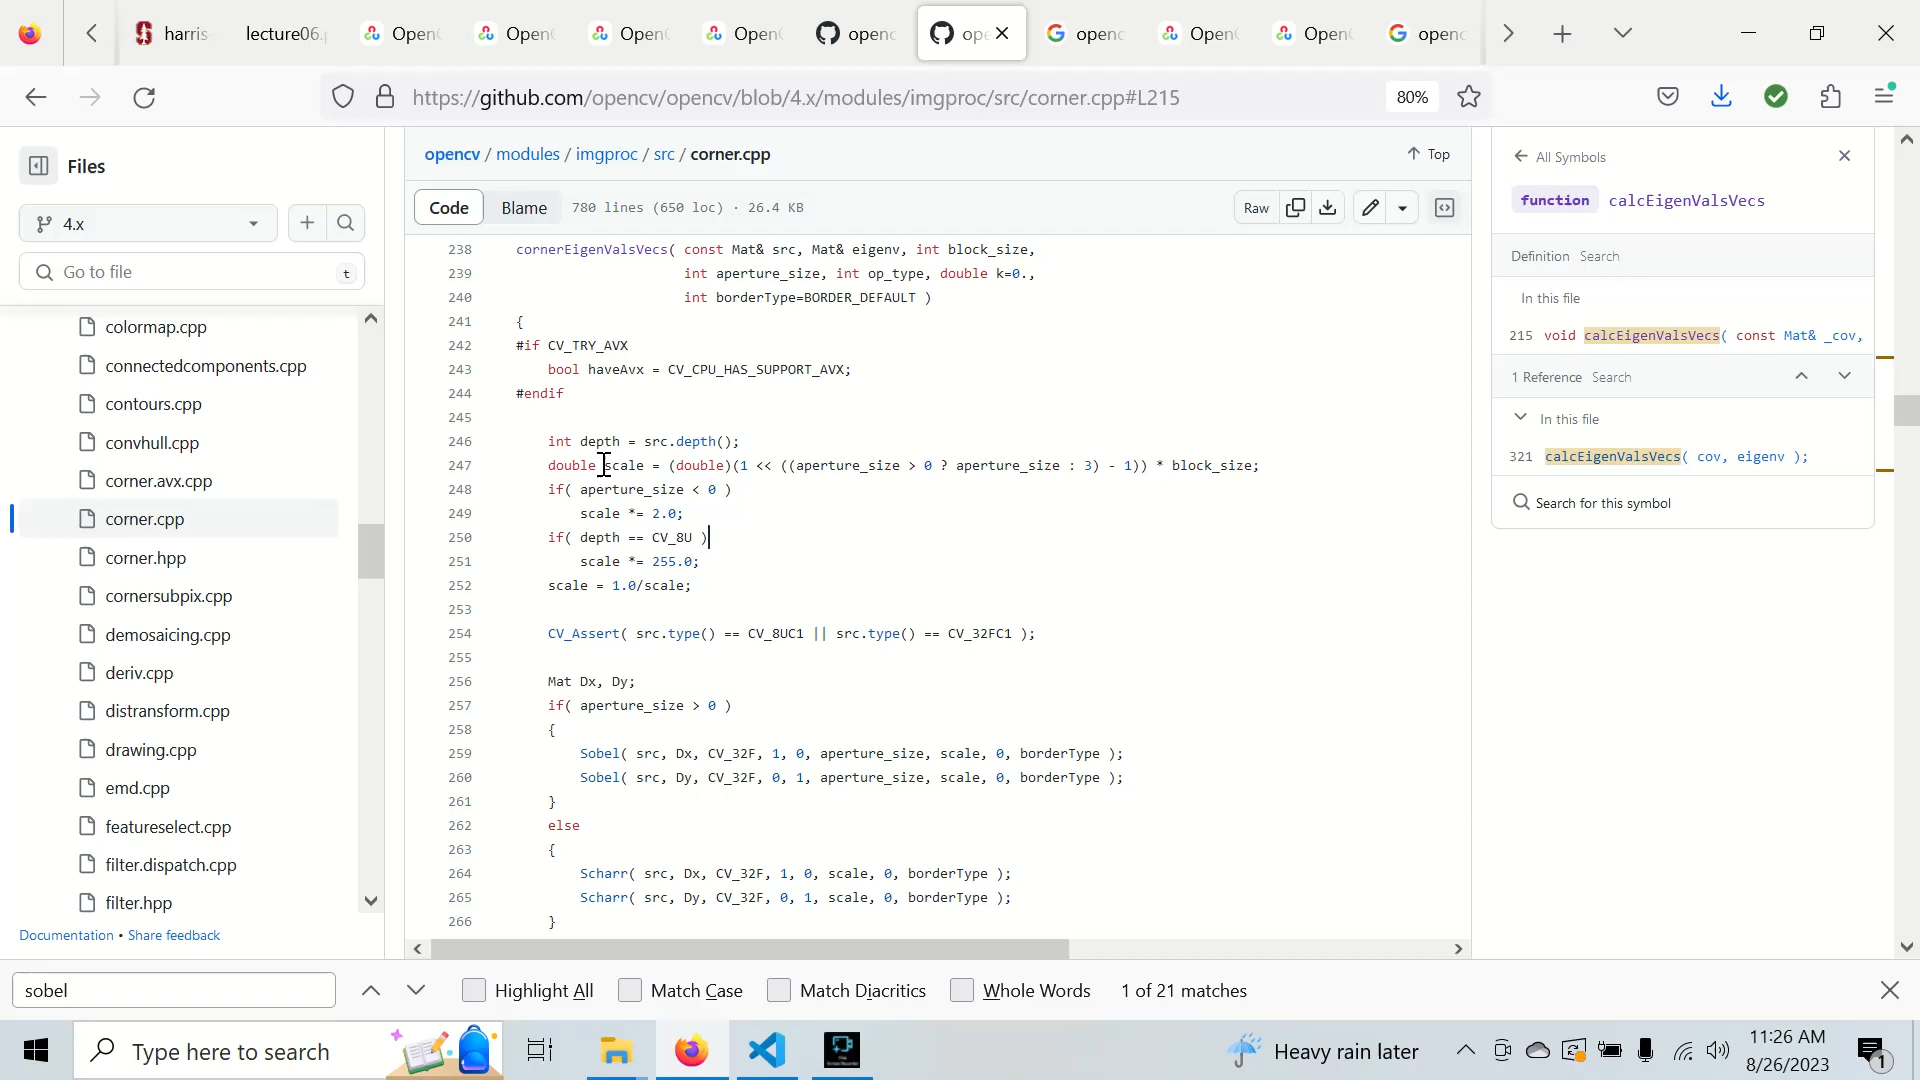 harris
lecture06.p
Open
Open
Open
Open
openc
ope
openc
Open
Open
openc
https://github.com/opencv/opencv/blob/4.x/modules/imgproc/src/corner.cpp#L215
80%
Files
4.x
Go to file
t
colormap.cpp
connectedcomponents.cpp
contours.cpp
convhull.cpp
corner.avx.cpp
corner.cpp
corner.hpp
cornersubpix.cpp
demosaicing.cpp
deriv.cpp
distransform.cpp
drawing.cpp
emd.cpp
featureselect.cpp
filter.dispatch.cpp
filter.hpp
Documentation • Share feedback
opencv / modules / imgproc / src / corner.cpp
Top
Code
Blame
780 lines (650 loc) · 26.4 KB
Raw
238 cornerEigenValsVecs( const Mat& src, Mat& eigenv, int block_size,
239 int aperture_size, int op_type, double k=0.,
240 int borderType=BORDER_DEFAULT )
241 {
242 #if CV_TRY_AVX
243 bool haveAvx = CV_CPU_HAS_SUPPORT_AVX;
244 #endif
245
246 int depth = src.depth();
247 double scale = (double)(1 << ((aperture_size > 0 ? aperture_size : 3) - 1)) * block_size;
248 if( aperture_size < 0 )
249 scale *= 2.0;
250 if( depth == CV_8U )
251 scale *= 255.0;
252 scale = 1.0/scale;
253
254 CV_Assert( src.type() == CV_8UC1 || src.type() == CV_32FC1 );
255
256 Mat Dx, Dy;
257 if( aperture_size > 0 )
258 {
259 Sobel( src, Dx, CV_32F, 1, 0, aperture_size, scale, 0, borderType );
260 Sobel( src, Dy, CV_32F, 0, 1, aperture_size, scale, 0, borderType );
261 }
262 else
263 {
264 Scharr( src, Dx, CV_32F, 1, 0, scale, 0, borderType );
265 Scharr( src, Dy, CV_32F, 0, 1, scale, 0, borderType );
266 }
All Symbols
function calcEigenValsVecs
Definition Search
In this file
215 void calcEigenValsVecs( const Mat& _cov,
1 Reference Search
In this file
321 calcEigenValsVecs( cov, eigenv );
Search for this symbol
sobel
Highlight All
Match Case
Match Diacritics
Whole Words
1 of 21 matches
Type here to search
Heavy rain later
11:26 AM
8/26/2023
1